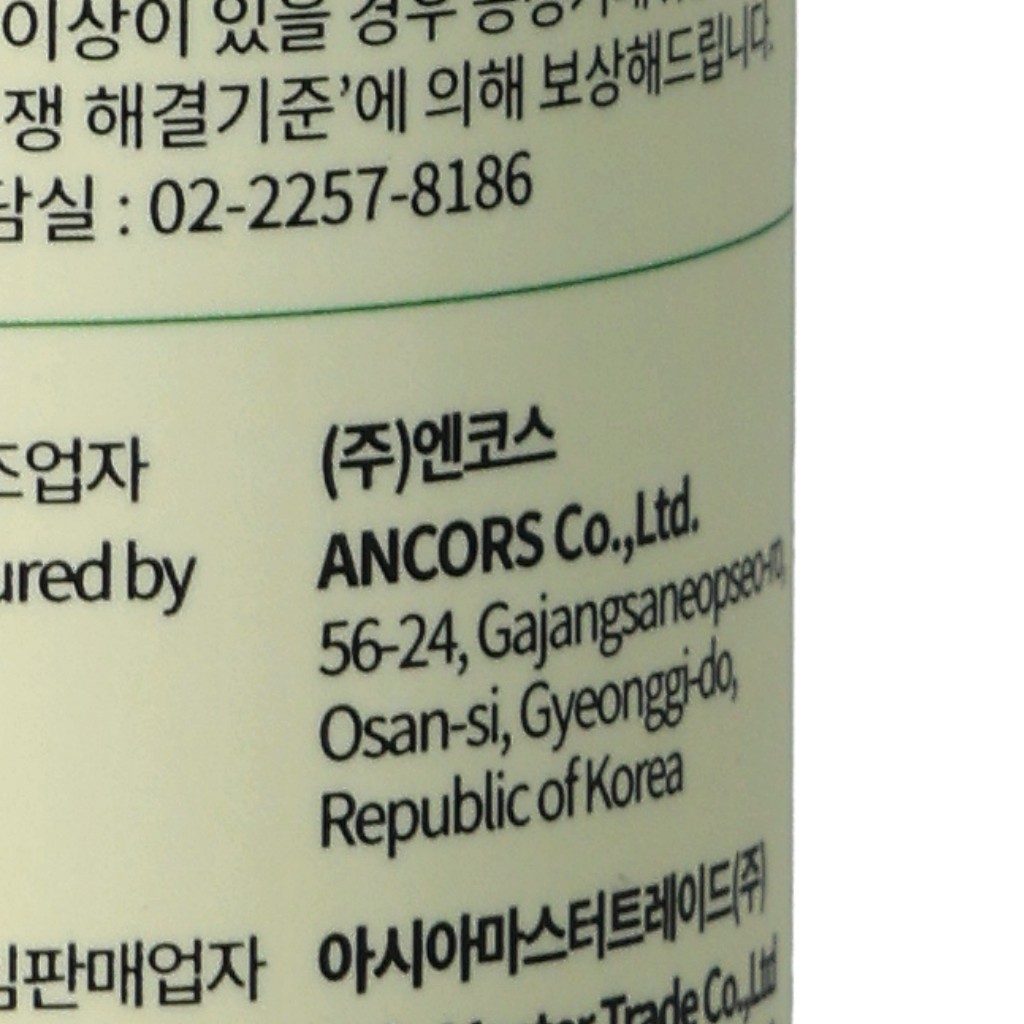 이상이 있을 경우
쟁 해결기준’에 의해 보상해드립니다.
담실 : 02-2257-8186
조업자 (주)엔코스
ured by ANCORS Co.,Ltd.
56-24, Gajangsaneopseo-ro,
Osan-si, Gyeonggi-do,
Republic of Korea
임판매업자 아시아마스터트레이드(주)
Trade Co.,Ltd